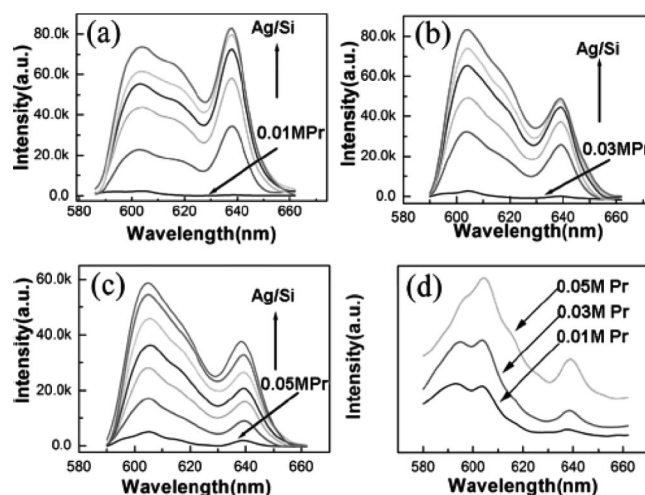 (a)
Ag/Si
0.01MPr
Intensity(a.u.)
80.0k
60.0k
40.0k
20.0k
0.0
580 600 620 640 660
Wavelength(nm)
(b)
Ag/Si
0.03MPr
Intensity(a.u.)
80.0k
60.0k
40.0k
20.0k
0.0
580 600 620 640 660
Wavelength(nm)
(c)
Ag/Si
0.05MPr
Intensity(a.u.)
60.0k
40.0k
20.0k
0.0
580 600 620 640 660
Wavelength(nm)
(d)
0.05M Pr
0.03M Pr
0.01M Pr
Intensity(a.u.)
580 600 620 640 660
Wavelength(nm)